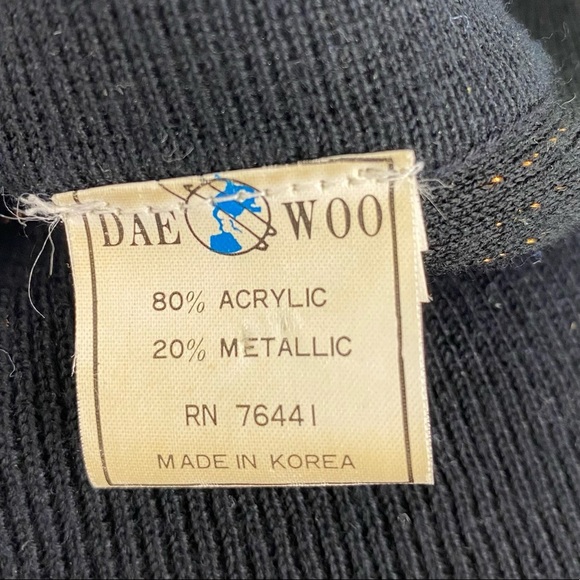 DAE WOO
80% ACRYLIC
20% METALLIC
RN 76441
MADE IN KOREA